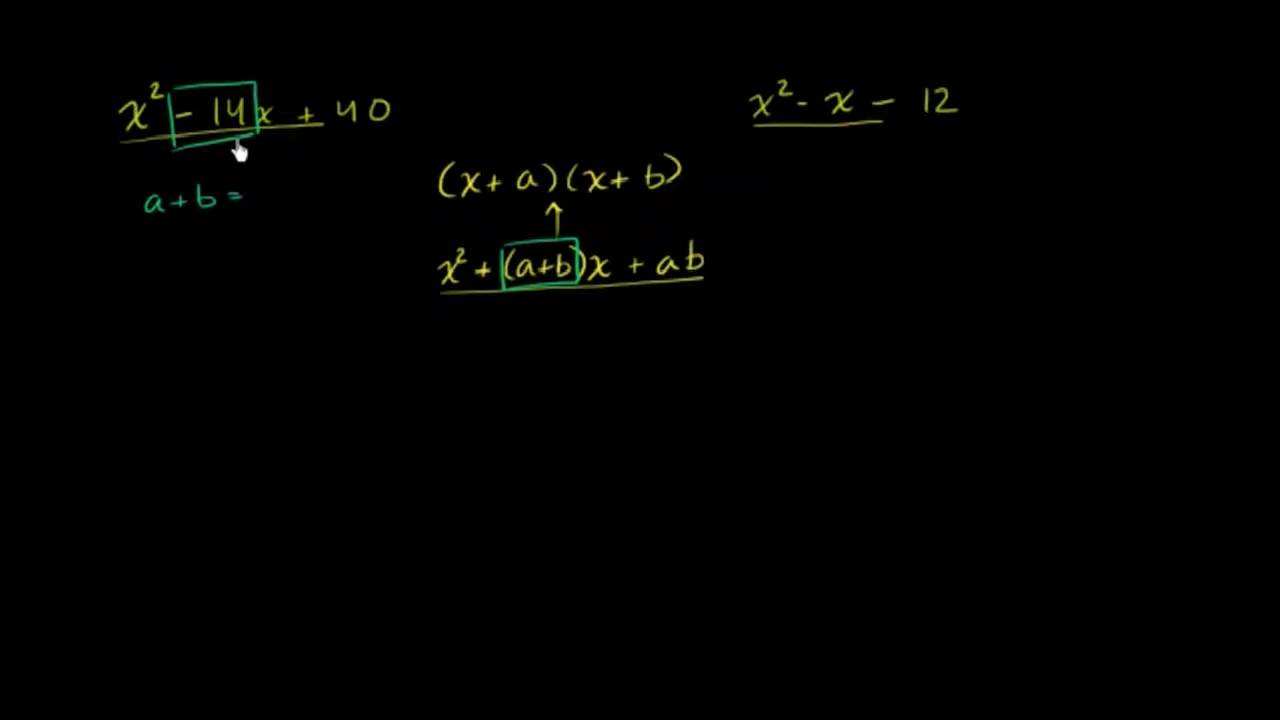 x² - 14x + 40
x² - x - 12
(x + a)(x + b)
a + b =
x² + (a+b)x + ab